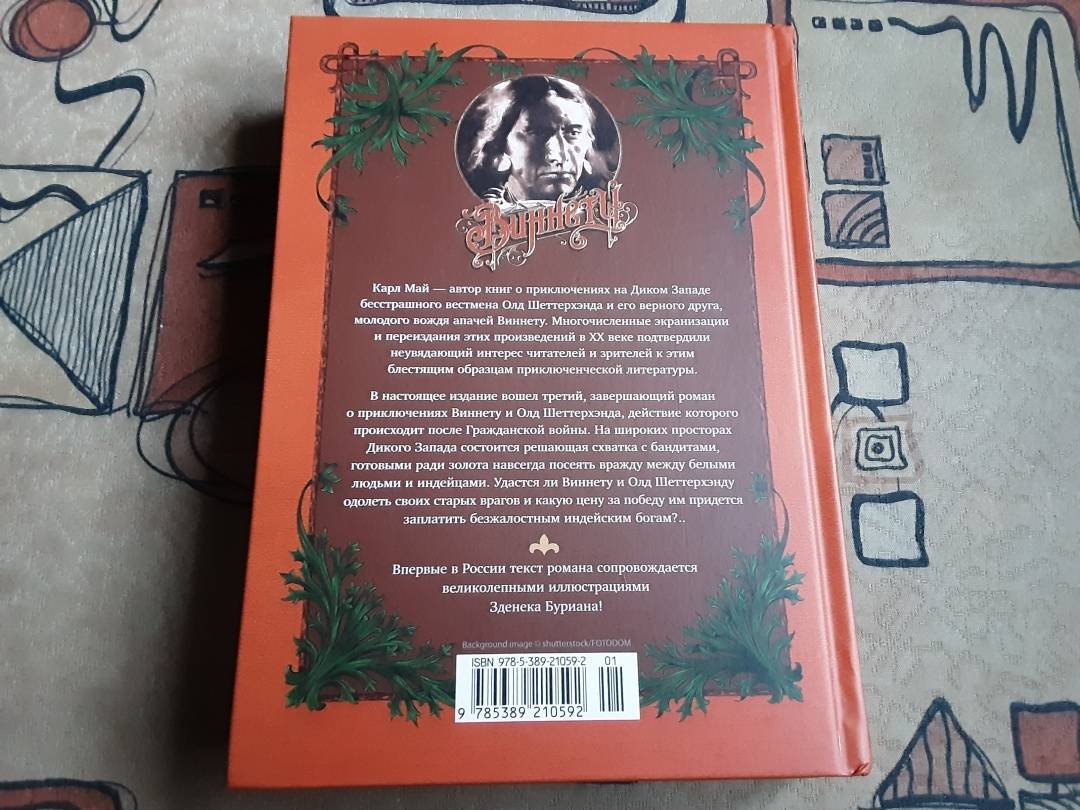 Виннету
Карл Май — автор книг о приключениях на Диком Западе
бесстрашного вестмена Олд Шеттерхэнда и его верного друга,
молодого вождя апачей Виннету. Многочисленные экранизации
и переиздания этих произведений в XX веке подтвердили
неувядающий интерес читателей и зрителей к этим
блестящим образцам приключенческой литературы.
В настоящее издание вошел третий, завершающий роман
о приключениях Виннету и Олд Шеттерхэнда, действие которого
происходит после Гражданской войны. На широких просторах
Дикого Запада состоится решающая схватка с бандитами,
готовыми ради золота навсегда посеять вражду между белыми
людьми и индейцами. Удастся ли Виннету и Олд Шеттерхэнду
одолеть своих старых врагов и какую цену за победу им придется
заплатить безжалостным индейским богам?..
Впервые в России текст романа сопровождается
великолепными иллюстрациями
Зденека Буриана!
Background image © shutterstock/FOTODOM
ISBN 978-5-389-21059-2 01
9 785389 210592